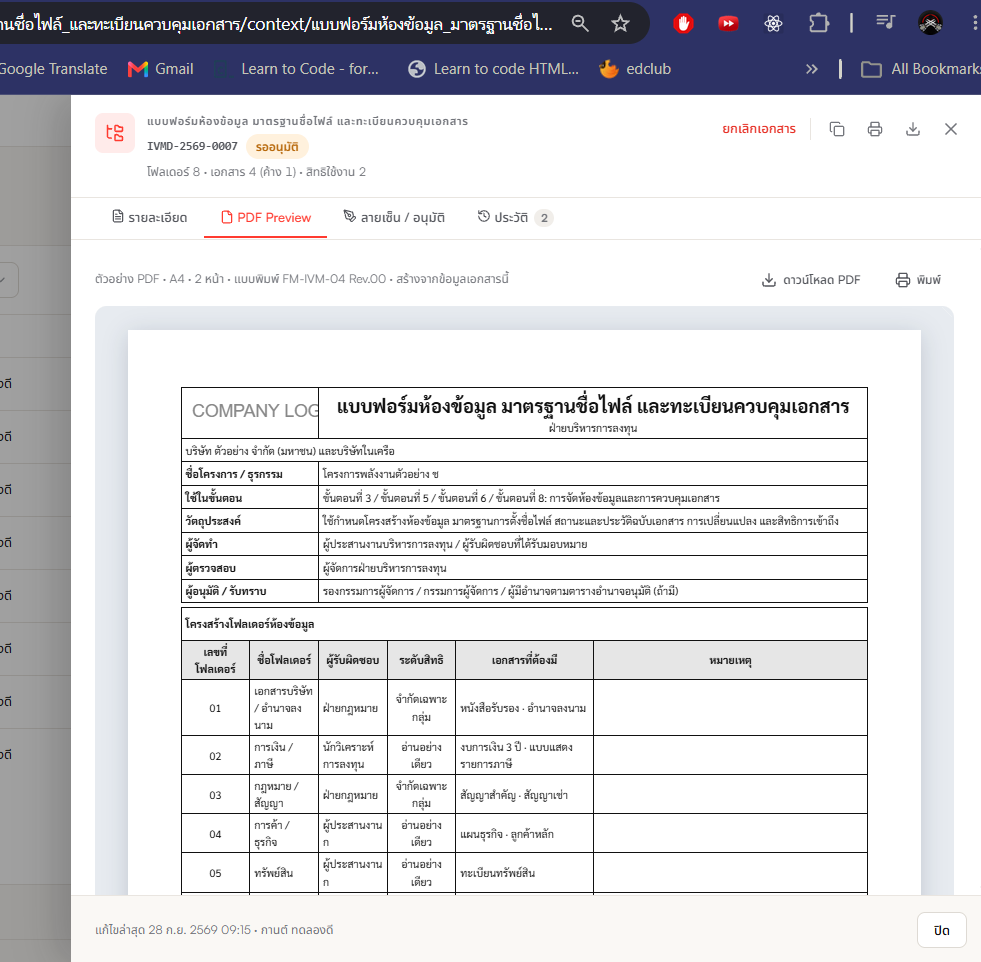 านชื่อไฟล์_และทะเบียนควบคุมเอกสาร/context/แบบฟอร์มห้องข้อมูล_มาตรฐานชื่อไ...
Google Translate
Gmail
Learn to Code - for...
Learn to code HTML...
edclub
All Bookmarks
แบบฟอร์มห้องข้อมูล มาตรฐานชื่อไฟล์ และทะเบียนควบคุมเอกสาร
IVMD-2569-0007 รออนุมัติ
โฟลเดอร์ 8 · เอกสาร 4 (ค้าง 1) · สิทธิใช้งาน 2
ยกเลิกเอกสาร
รายละเอียด
PDF Preview
ลายเซ็น / อนุมัติ
ประวัติ 2
ตัวอย่าง PDF · A4 · 2 หน้า · แบบพิมพ์ FM-IVM-04 Rev.00 · สร้างจากข้อมูลเอกสารนี้
ดาวน์โหลด PDF
พิมพ์
COMPANY LOG
แบบฟอร์มห้องข้อมูล มาตรฐานชื่อไฟล์ และทะเบียนควบคุมเอกสาร
ฝ่ายบริหารการลงทุน
บริษัท ตัวอย่าง จำกัด (มหาชน) และบริษัทในเครือ
ชื่อโครงการ / ธุรกรรม โครงการพลังงานตัวอย่าง ช
ใช้ในขั้นตอน ขั้นตอนที่ 3 / ขั้นตอนที่ 5 / ขั้นตอนที่ 6 / ขั้นตอนที่ 8: การจัดห้องข้อมูลและการควบคุมเอกสาร
วัตถุประสงค์ ใช้กำหนดโครงสร้างห้องข้อมูล มาตรฐานการตั้งชื่อไฟล์ สถานะและประวัติฉบับเอกสาร การเปลี่ยนแปลง และสิทธิการเข้าถึง
ผู้จัดทำ ผู้ประสานงานบริหารการลงทุน / ผู้รับผิดชอบที่ได้รับมอบหมาย
ผู้ตรวจสอบ ผู้จัดการฝ่ายบริหารการลงทุน
ผู้อนุมัติ / รับทราบ รองกรรมการผู้จัดการ / กรรมการผู้จัดการ / ผู้มีอำนาจตามตารางอำนาจอนุมัติ (ถ้ามี)
โครงสร้างโฟลเดอร์ห้องข้อมูล
เลขที่
โฟลเดอร์
ชื่อโฟลเดอร์
ผู้รับผิดชอบ
ระดับสิทธิ
เอกสารที่ต้องมี
หมายเหตุ
01
เอกสารบริษัท
/ อำนาจลง
นาม
ฝ่ายกฎหมาย
จำกัดเฉพาะ
กลุ่ม
หนังสือรับรอง · อำนาจลงนาม
02
การเงิน /
ภาษี
นักวิเคราะห์
การลงทุน
อ่านอย่าง
เดียว
งบการเงิน 3 ปี · แบบแสดง
รายการภาษี
03
กฎหมาย /
สัญญา
ฝ่ายกฎหมาย
จำกัดเฉพาะ
กลุ่ม
สัญญาสำคัญ · สัญญาเช่า
04
การค้า /
ธุรกิจ
ผู้ประสานงาน
ก
อ่านอย่าง
เดียว
แผนธุรกิจ · ลูกค้าหลัก
05
ทรัพย์สิน
ผู้ประสานงาน
ก
อ่านอย่าง
เดียว
ทะเบียนทรัพย์สิน
แก้ไขล่าสุด 28 ก.ย. 2569 09:15 · กานต์ ทดลองดี
ปิด